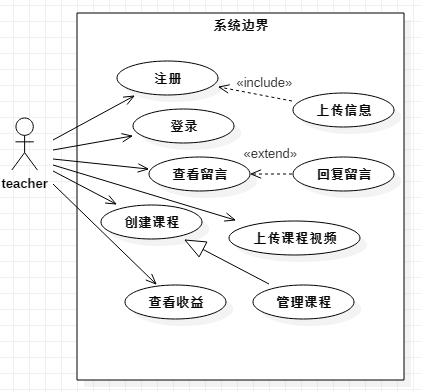 系统边界
注册
«include»
上传信息
登录
«extend»
查看留言
回复留言
teacher
创建课程
上传课程视频
查看收益
管理课程